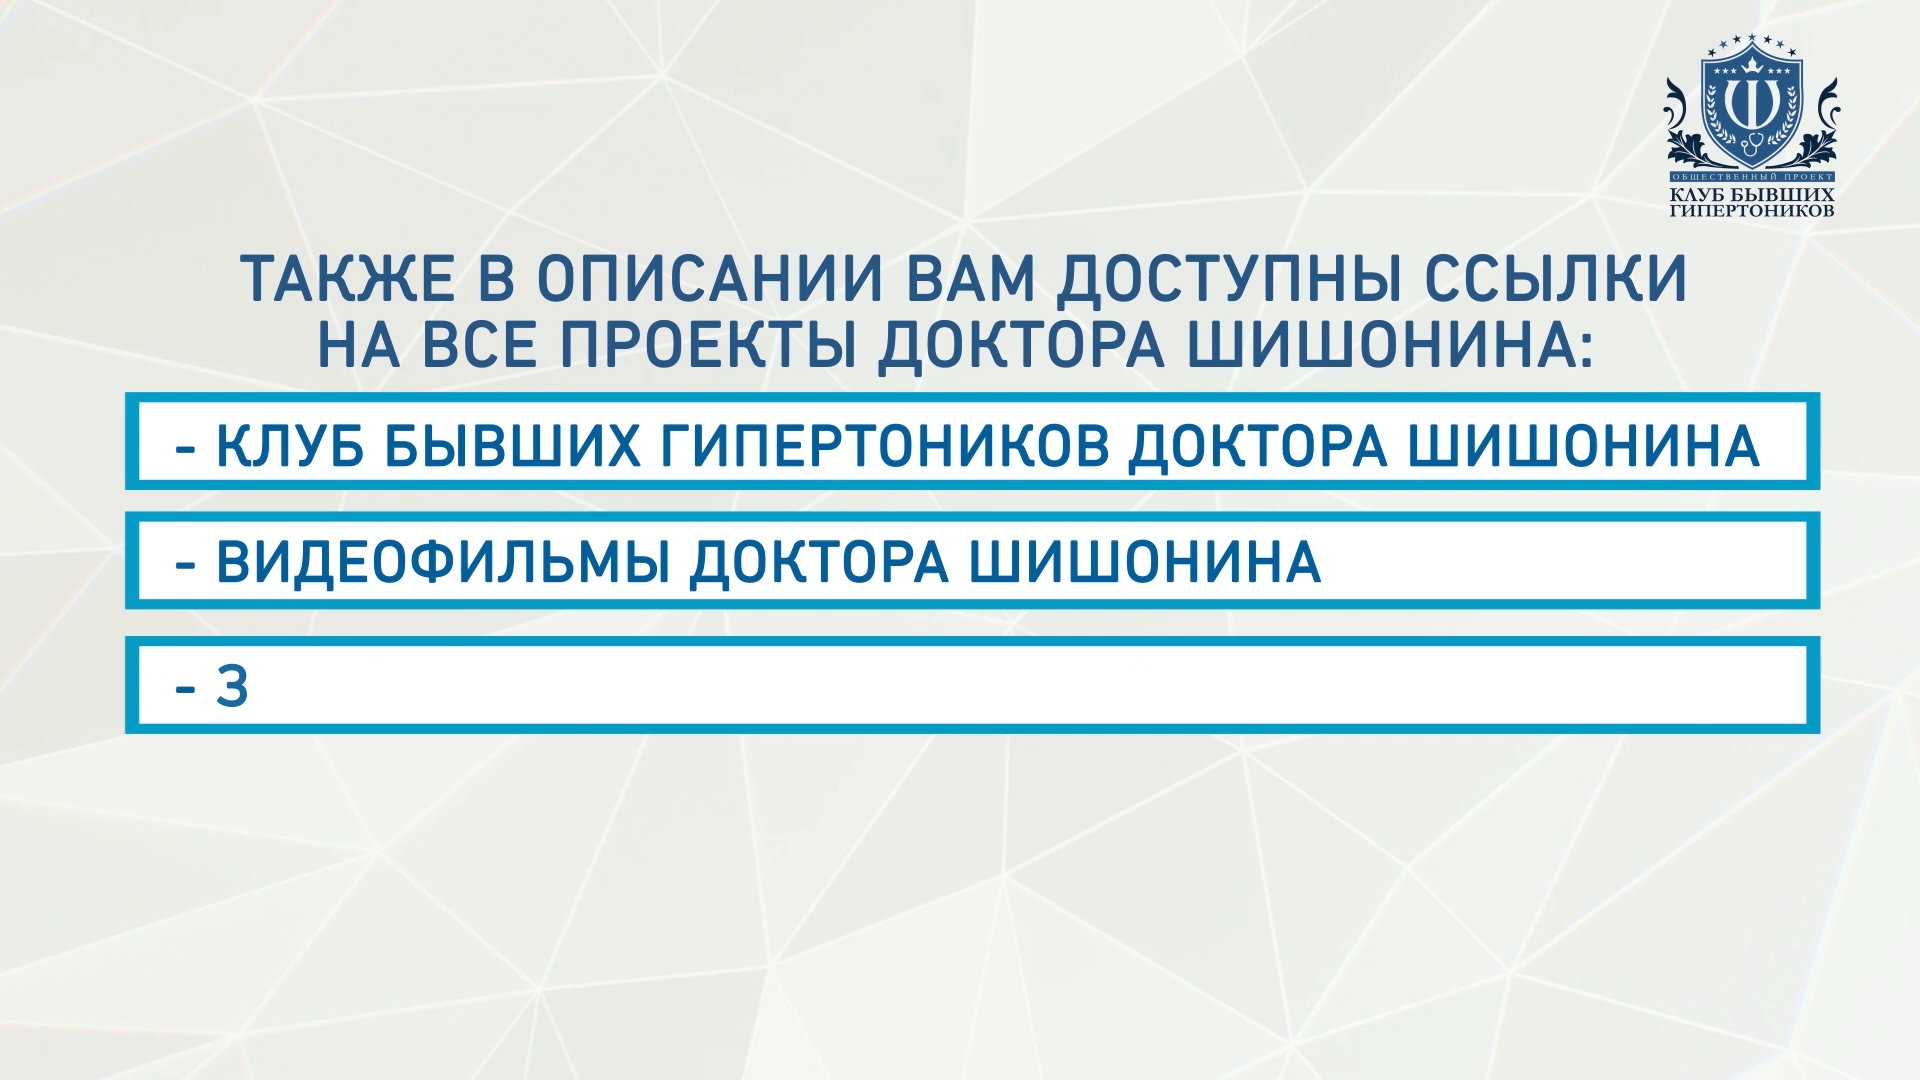 ОБЩЕСТВЕННЫЙ ПРОЕКТ
КЛУБ БЫВШИХ
ГИПЕРТОНИКОВ
ТАКЖЕ В ОПИСАНИИ ВАМ ДОСТУПНЫ ССЫЛКИ
НА ВСЕ ПРОЕКТЫ ДОКТОРА ШИШОНИНА:
- КЛУБ БЫВШИХ ГИПЕРТОНИКОВ ДОКТОРА ШИШОНИНА
- ВИДЕОФИЛЬМЫ ДОКТОРА ШИШОНИНА
- З